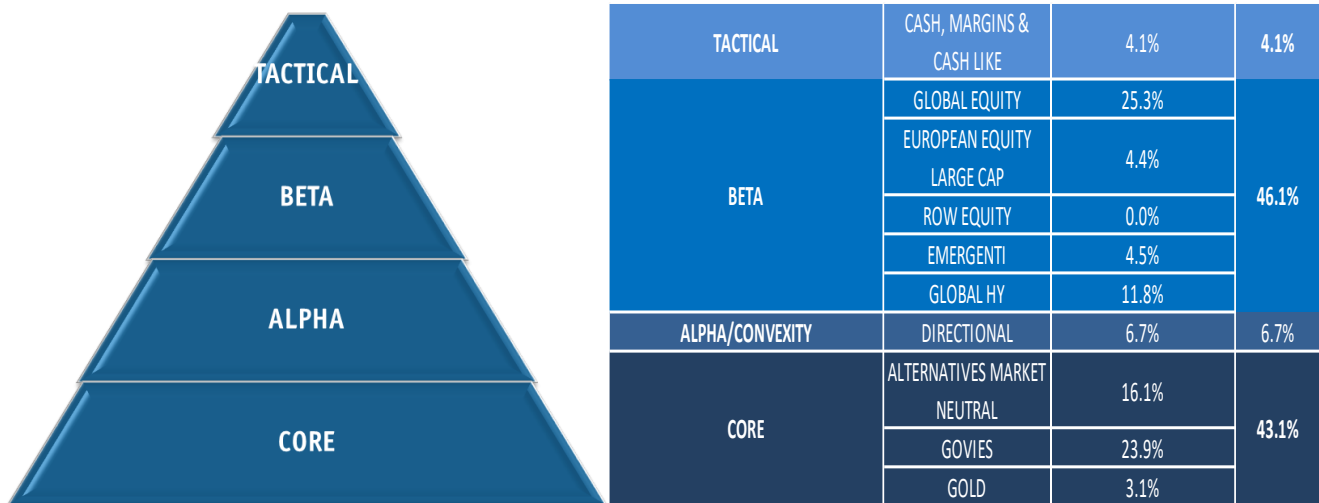 TACTICAL
BETA
ALPHA
CORE
TACTICAL
CASH, MARGINS &
CASH LIKE
4.1%
4.1%
BETA
GLOBAL EQUITY
25.3%
EUROPEAN EQUITY
LARGE CAP
4.4%
ROW EQUITY
0.0%
EMERGENTI
4.5%
GLOBAL HY
11.8%
46.1%
ALPHA/CONVEXITY
DIRECTIONAL
6.7%
6.7%
CORE
ALTERNATIVES MARKET
NEUTRAL
16.1%
GOVIES
23.9%
GOLD
3.1%
43.1%